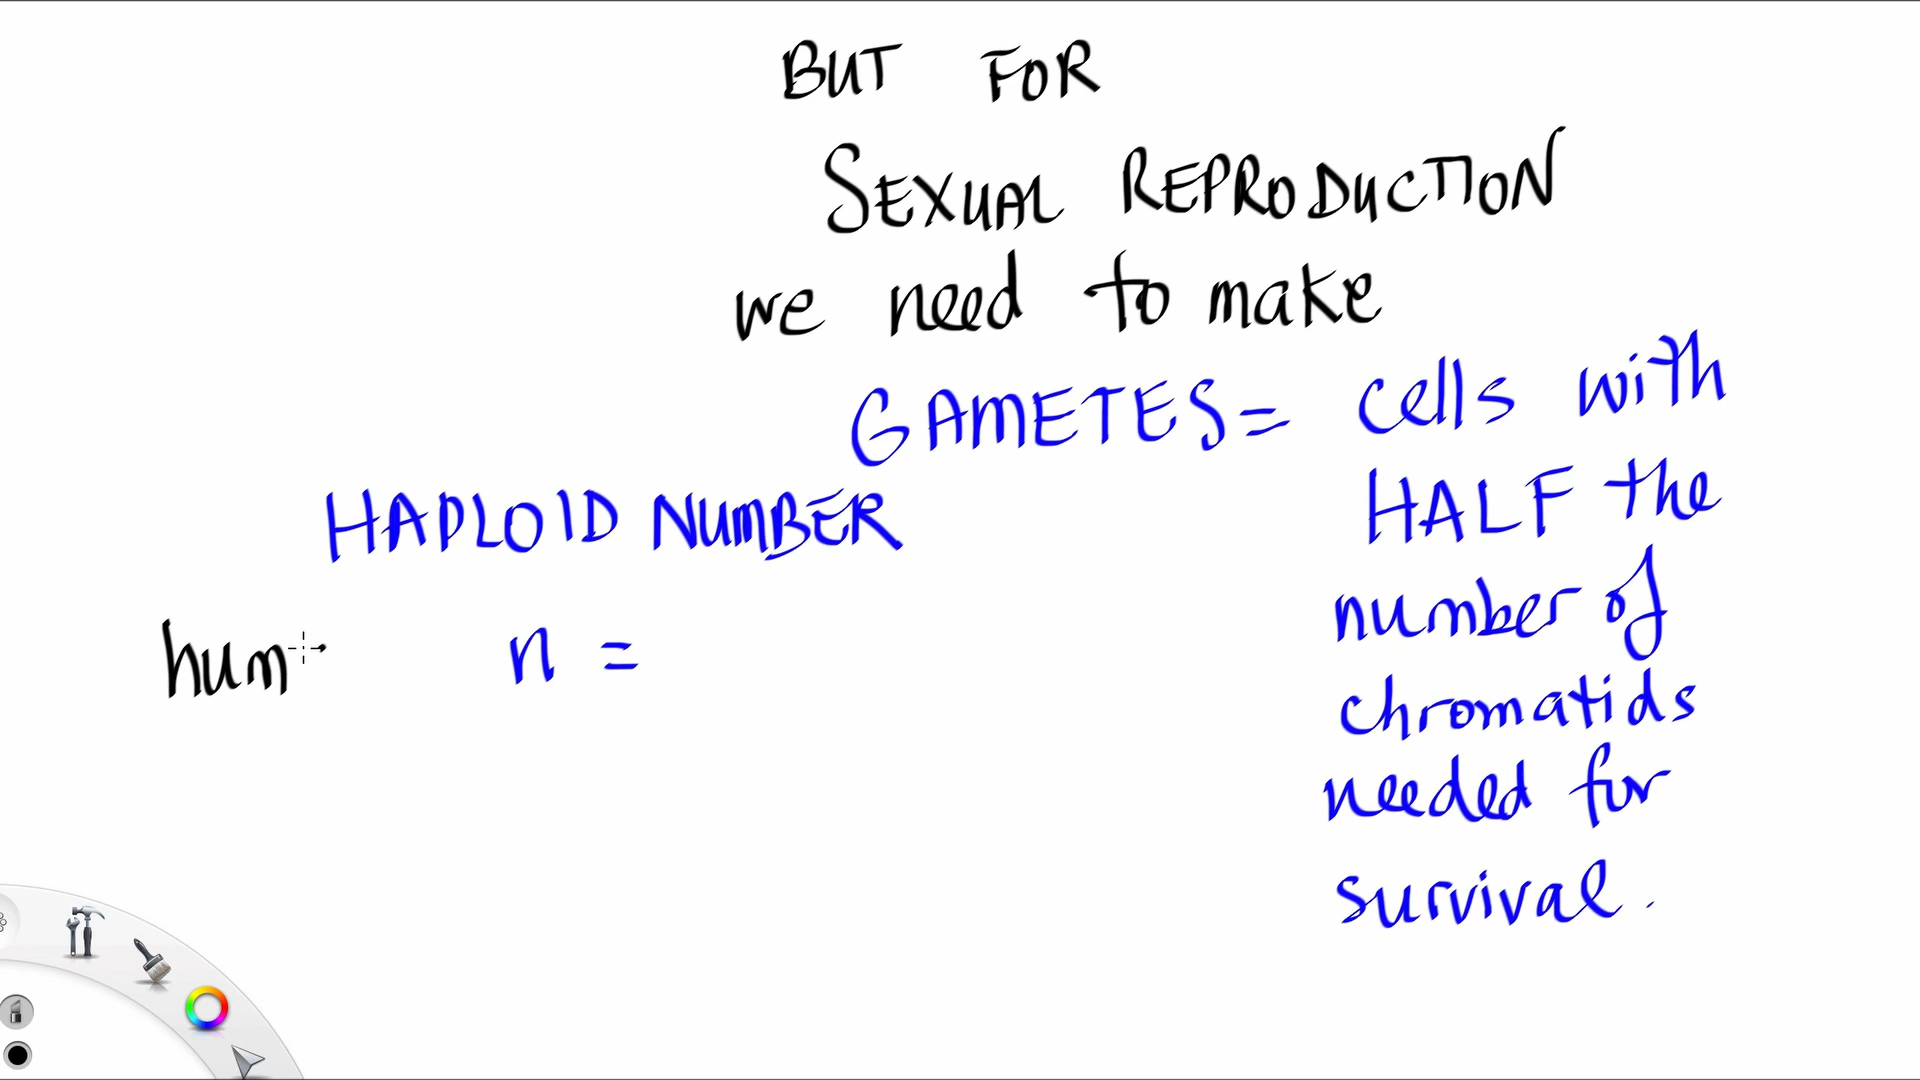 BUT FOR
SEXUAL REPRODUCTION
we need to make
GAMETES = cells with
HALF the
number of
chromatids
needed for
survival.
HAPLOID NUMBER
hum n =